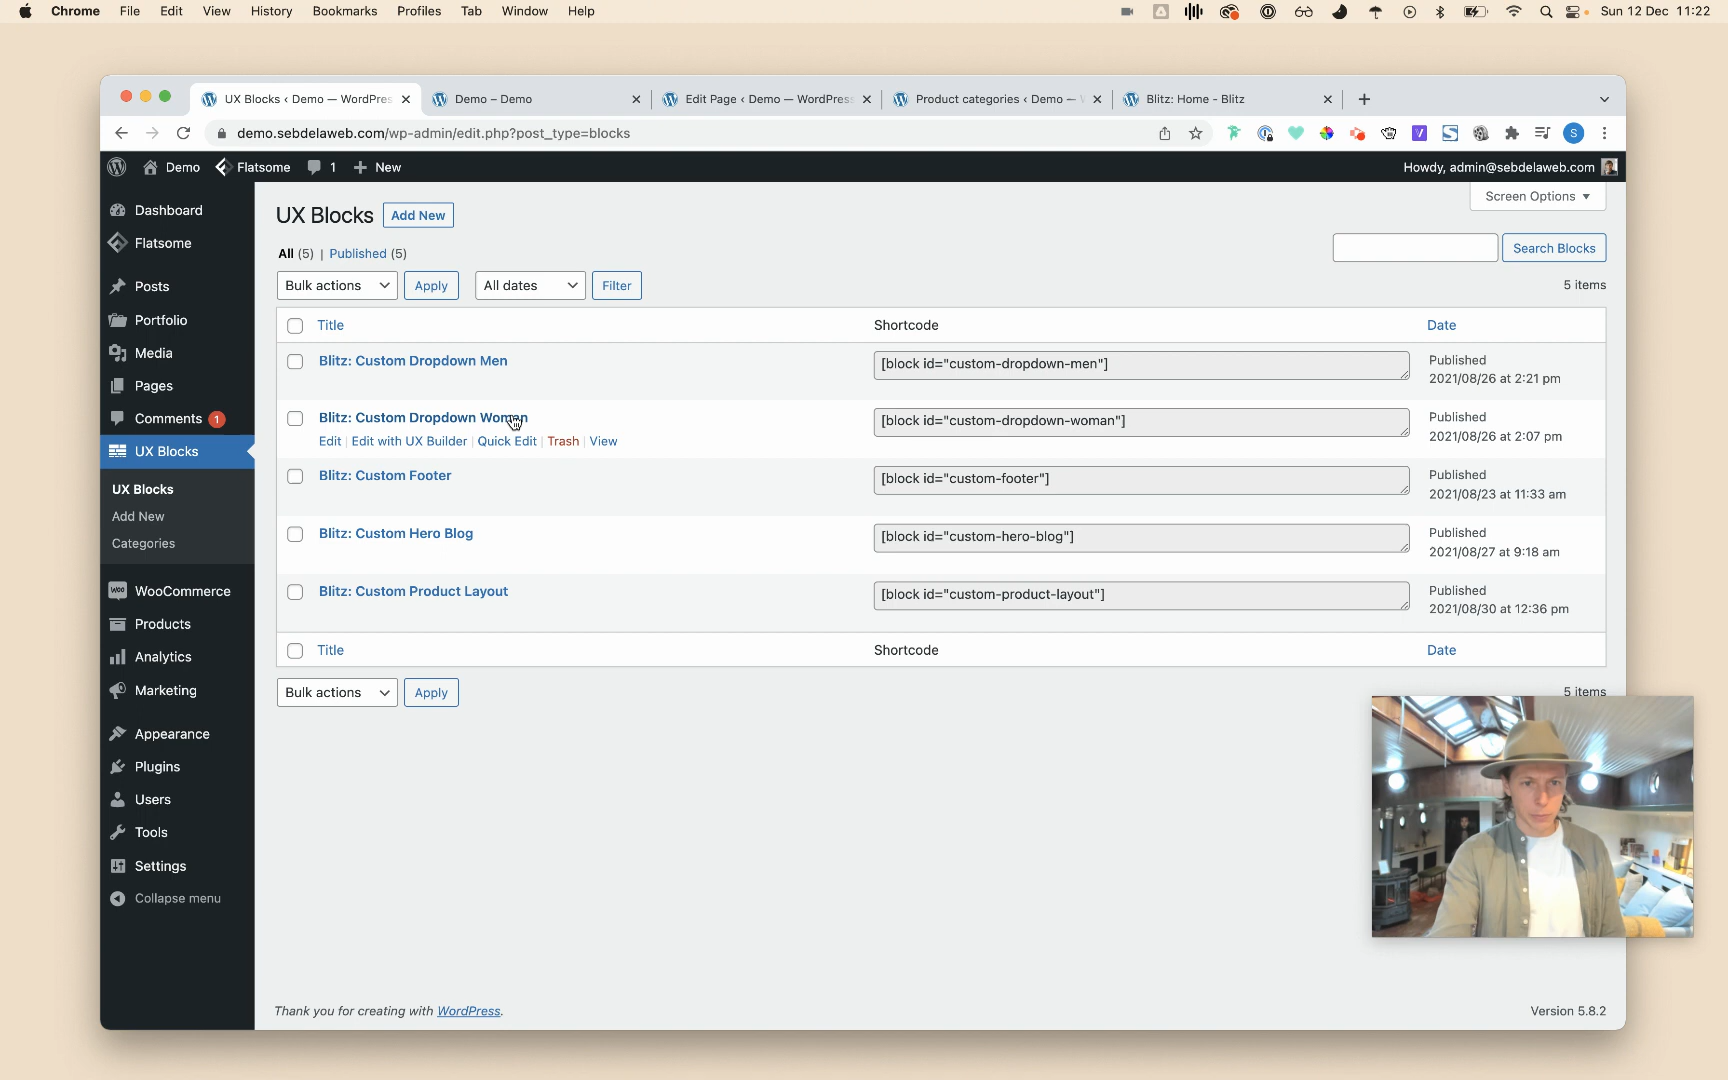 Chrome File Edit View History Bookmarks Profiles Tab Window Help Sun 12 Dec 11:22
UX Blocks ‹ Demo — WordPres Demo – Demo Edit Page ‹ Demo — WordPress Product categories ‹ Demo — Blitz: Home - Blitz
demo.sebdelaweb.com/wp-admin/edit.php?post_type=blocks S
Demo Flatsome 1 New Howdy, admin@sebdelaweb.com
Screen Options
Dashboard
Flatsome
Posts
Portfolio
Media
Pages
Comments 1
UX Blocks
UX Blocks
Add New
Categories
WooCommerce
Products
Analytics
Marketing
Appearance
Plugins
Users
Tools
Settings
Collapse menu
UX Blocks Add New
All (5) | Published (5)
Search Blocks
Bulk actions Apply All dates Filter 5 items
Title Shortcode Date
Blitz: Custom Dropdown Men [block id="custom-dropdown-men"] Published
2021/08/26 at 2:21 pm
Blitz: Custom Dropdown Woman [block id="custom-dropdown-woman"] Published
Edit | Edit with UX Builder | Quick Edit | Trash | View 2021/08/26 at 2:07 pm
Blitz: Custom Footer [block id="custom-footer"] Published
2021/08/23 at 11:33 am
Blitz: Custom Hero Blog [block id="custom-hero-blog"] Published
2021/08/27 at 9:18 am
Blitz: Custom Product Layout [block id="custom-product-layout"] Published
2021/08/30 at 12:36 pm
Title Shortcode Date
Bulk actions Apply 5 items
Thank you for creating with WordPress. Version 5.8.2